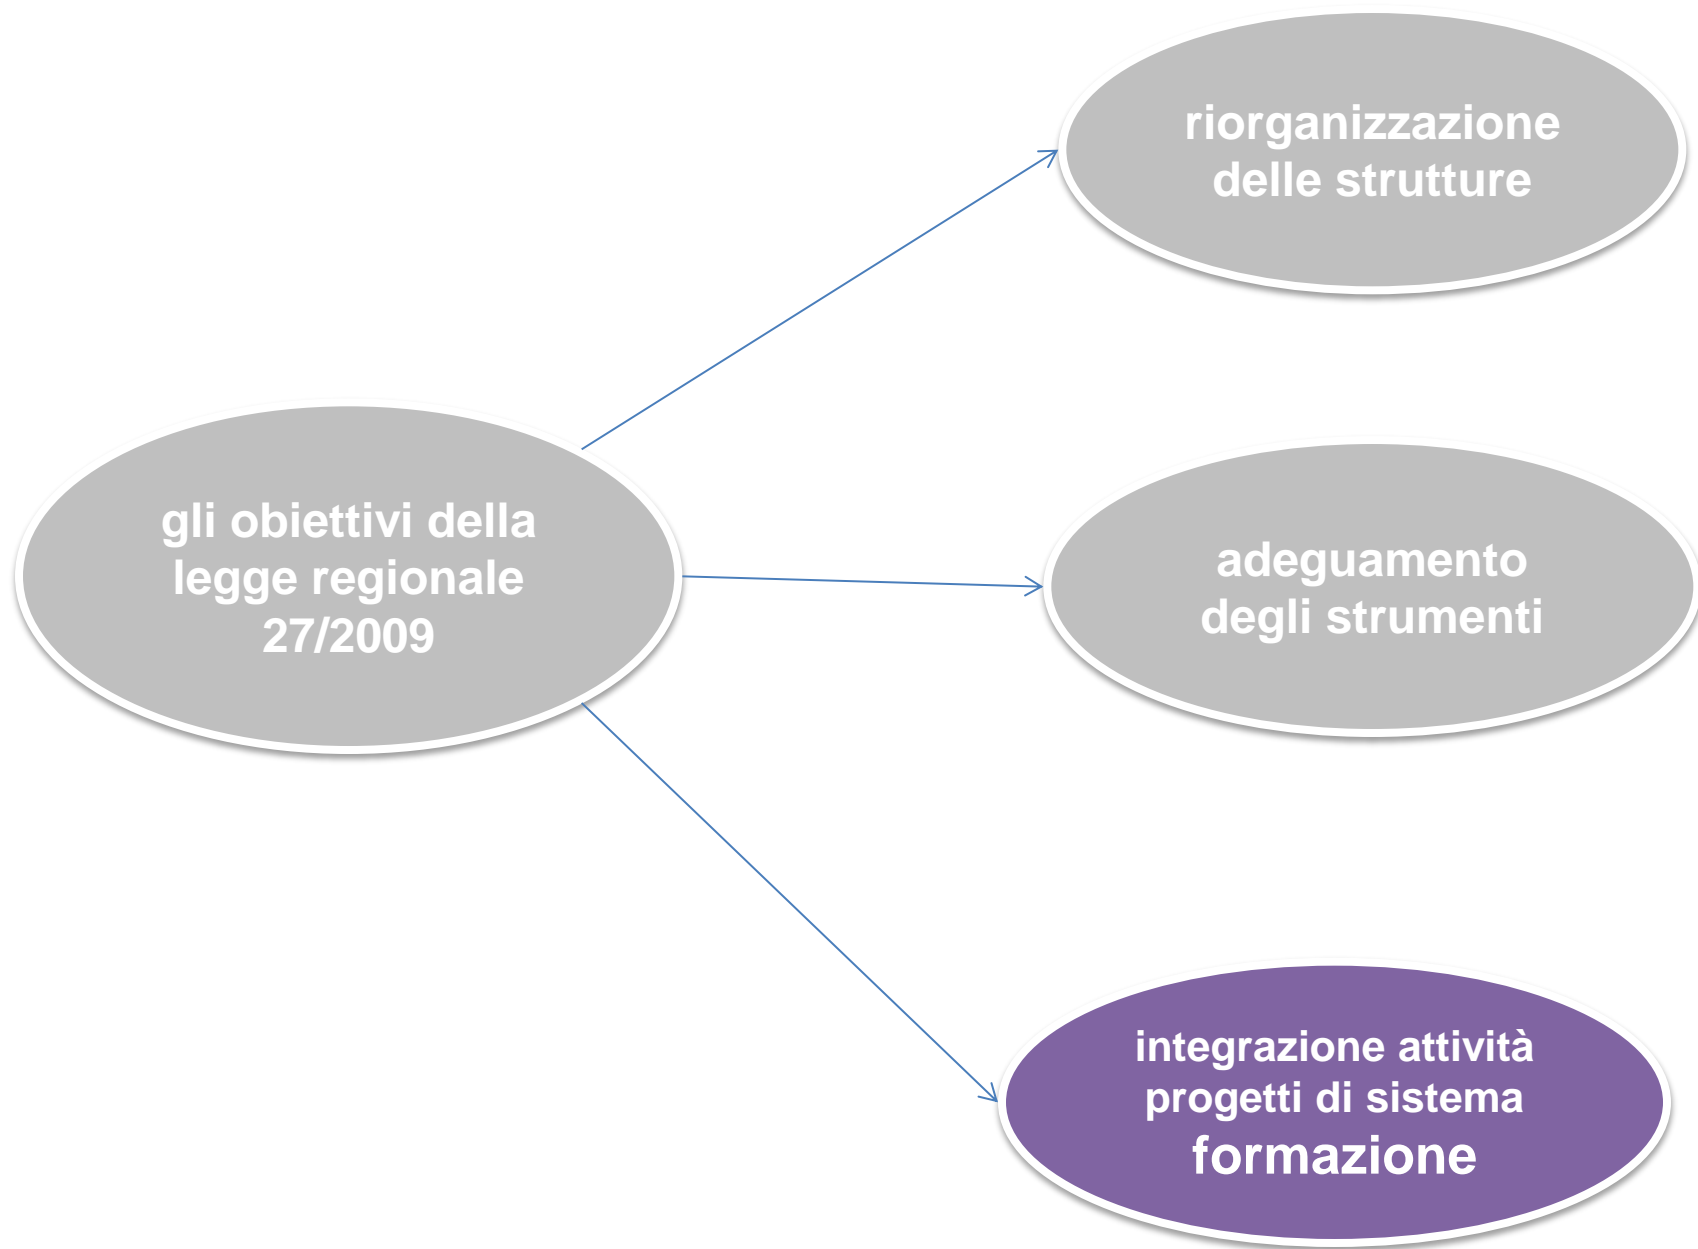 gli obiettivi della
legge regionale
27/2009
riorganizzazione
delle strutture
adeguamento
degli strumenti
integrazione attività
progetti di sistema
formazione